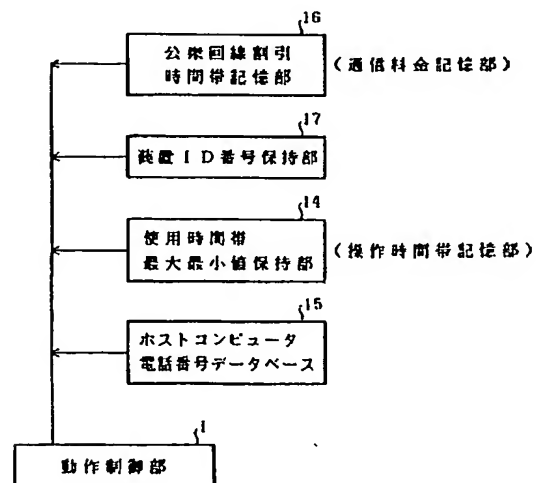 16
公衆回線割引
時間帯記憶部
(通信料金記憶部)
17
装置ID番号保持部
14
使用時間帯
最大最小値保持部
(操作時間帯記憶部)
15
ホストコンピュータ
電話番号データベース
1
動作制御部